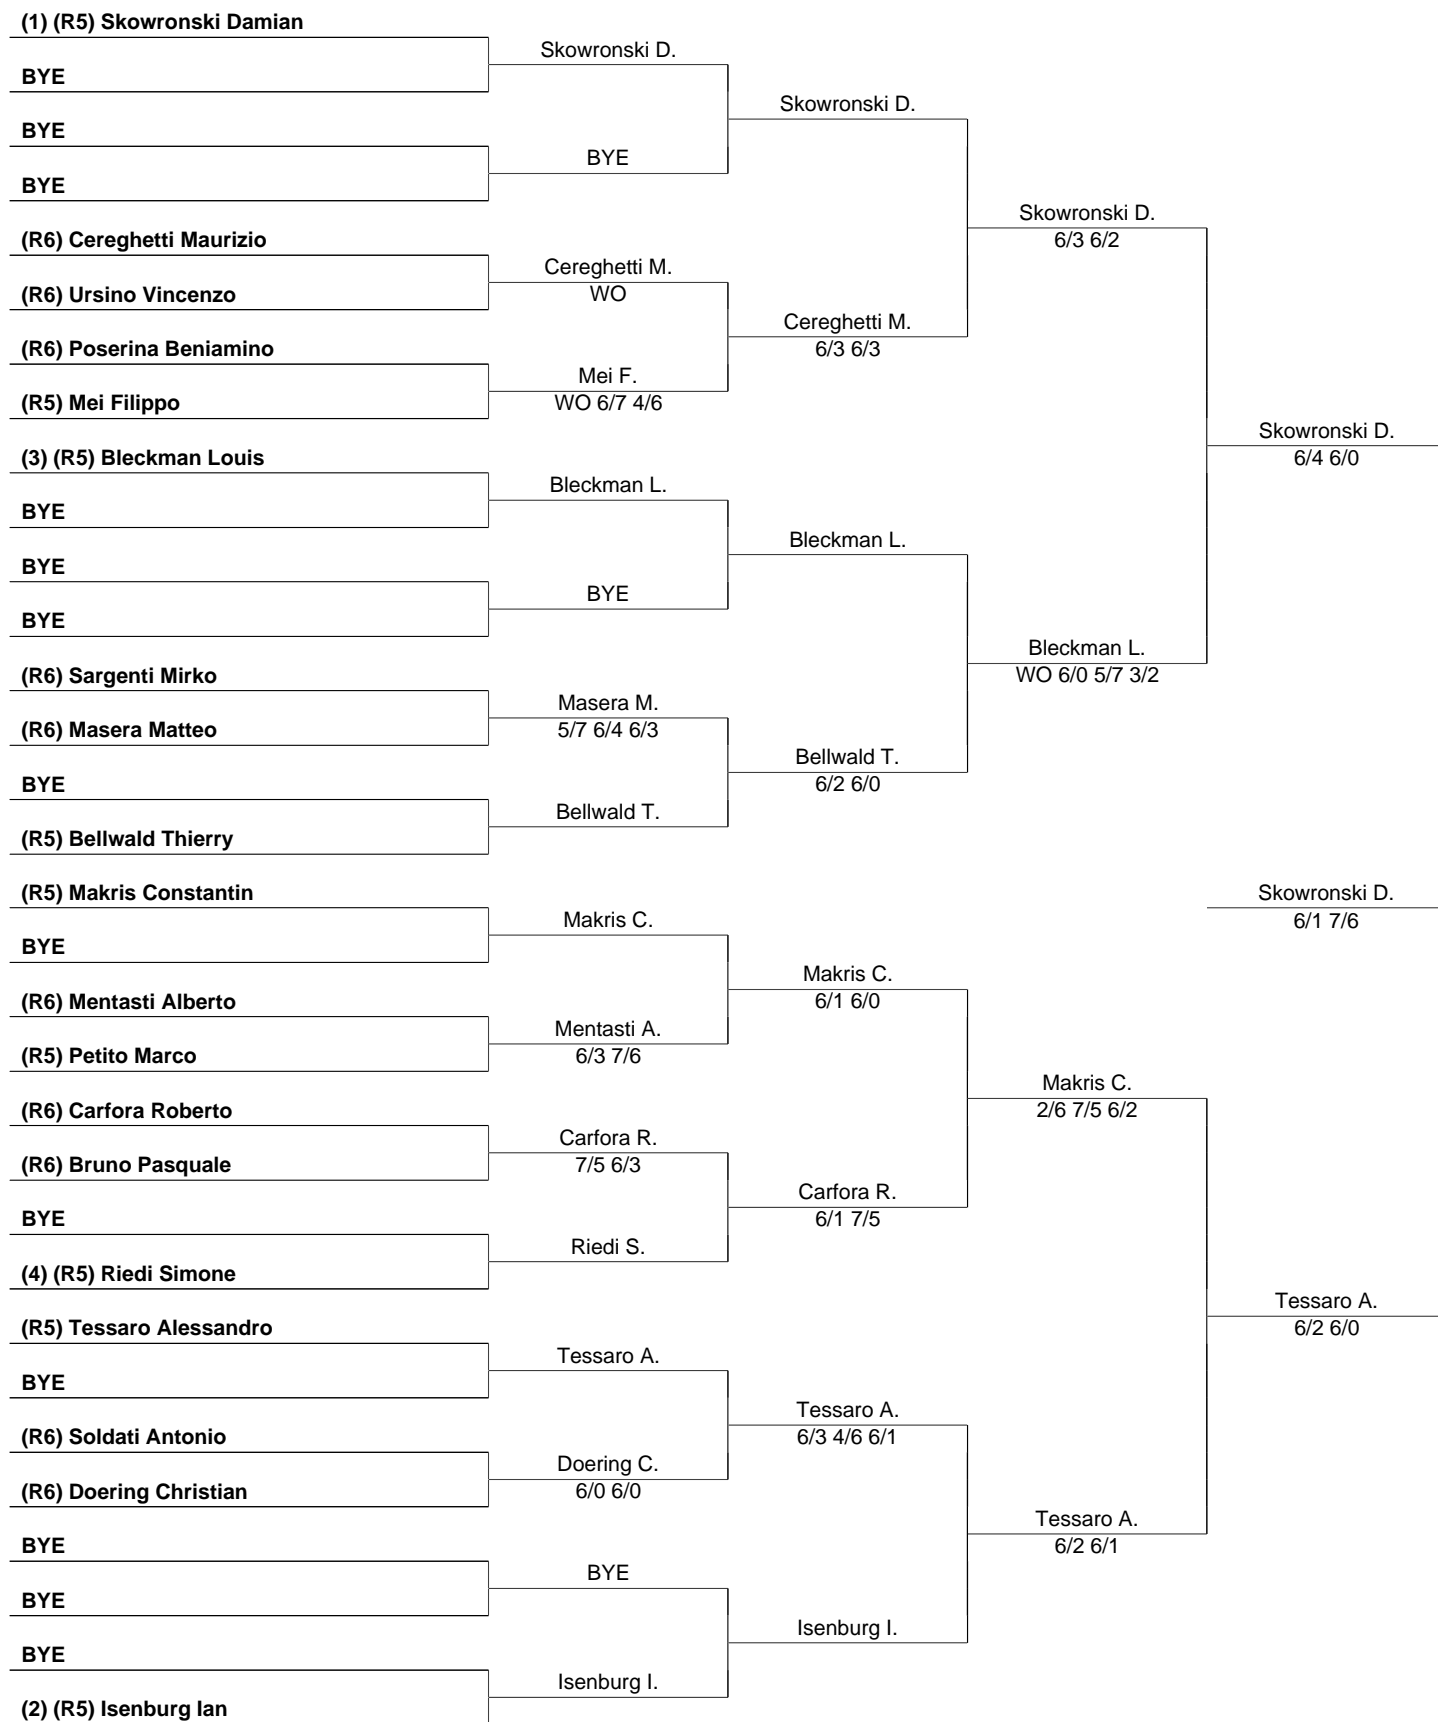 (1) (R5) Skowronski Damian
BYE
BYE
BYE
(R6) Cereghetti Maurizio
(R6) Ursino Vincenzo
(R6) Poserina Beniamino
(R5) Mei Filippo
(3) (R5) Bleckman Louis
BYE
BYE
BYE
(R6) Sargenti Mirko
(R6) Masera Matteo
BYE
(R5) Bellwald Thierry
(R5) Makris Constantin
BYE
(R6) Mentasti Alberto
(R5) Petito Marco
(R6) Carfora Roberto
(R6) Bruno Pasquale
BYE
(4) (R5) Riedi Simone
(R5) Tessaro Alessandro
BYE
(R6) Soldati Antonio
(R6) Doering Christian
BYE
BYE
BYE
(2) (R5) Isenburg Ian
Skowronski D.
BYE
Cereghetti M.
WO
Mei F.
WO 6/7 4/6
Bleckman L.
BYE
Masera M.
5/7 6/4 6/3
Bellwald T.
Makris C.
Mentasti A.
6/3 7/6
Carfora R.
7/5 6/3
Riedi S.
Tessaro A.
Doering C.
6/0 6/0
BYE
Isenburg I.
Skowronski D.
Cereghetti M.
6/3 6/3
Bleckman L.
Bellwald T.
6/2 6/0
Makris C.
6/1 6/0
Carfora R.
6/1 7/5
Tessaro A.
6/3 4/6 6/1
Isenburg I.
Skowronski D.
6/3 6/2
Bleckman L.
WO 6/0 5/7 3/2
Makris C.
2/6 7/5 6/2
Tessaro A.
6/2 6/1
Skowronski D.
6/4 6/0
Skowronski D.
6/1 7/6
Tessaro A.
6/2 6/0